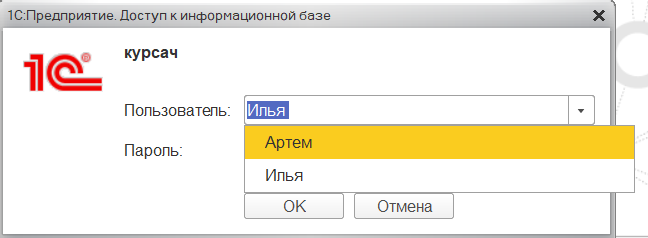 1С:Предприятие. Доступ к информационной базе
1С®
курсач
Пользователь: Илья
Пароль:
Артем
Илья
OK Отмена